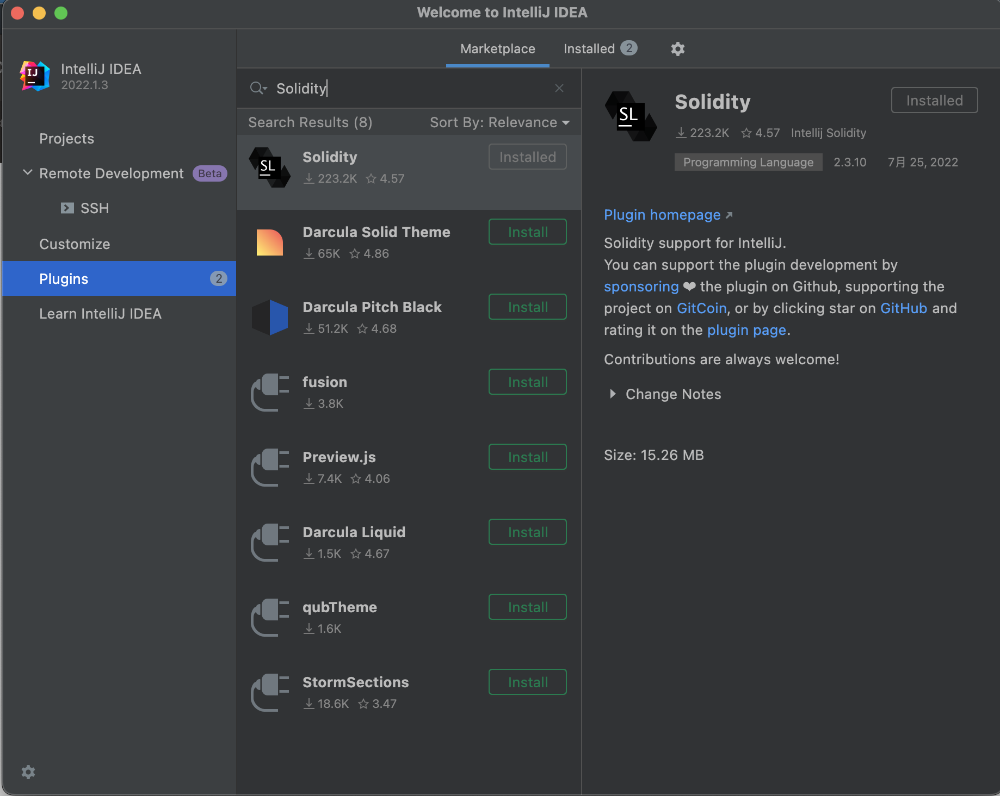 Welcome to IntelliJ IDEA
IJ
IntelliJ IDEA
2022.1.3
Projects
Remote Development Beta
SSH
Customize
Plugins 2
Learn IntelliJ IDEA
Marketplace Installed 2
Solidity
Search Results (8) Sort By: Relevance
SL
Solidity Installed
223.2K 4.57
Darcula Solid Theme Install
65K 4.86
Darcula Pitch Black Install
51.2K 4.68
fusion Install
3.8K
Preview.js Install
7.4K 4.06
Darcula Liquid Install
1.5K 4.67
qubTheme Install
1.6K
StormSections Install
18.6K 3.47
SL
Solidity Installed
223.2K 4.57 Intellij Solidity
Programming Language 2.3.10 7月 25, 2022
Plugin homepage
Solidity support for IntelliJ.
You can support the plugin development by
sponsoring ❤ the plugin on Github, supporting the
project on GitCoin, or by clicking star on GitHub and
rating it on the plugin page.
Contributions are always welcome!
Change Notes
Size: 15.26 MB